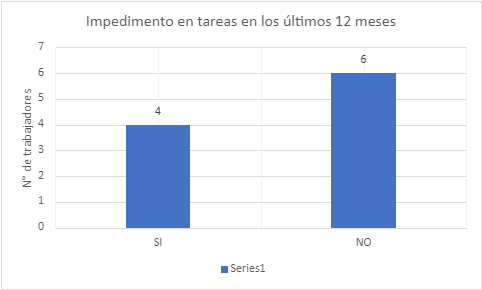 Impedimento en tareas en los últimos 12 meses
N° de trabajadores
7
6
5
4
3
2
1
0
4
6
SI
NO
Series1